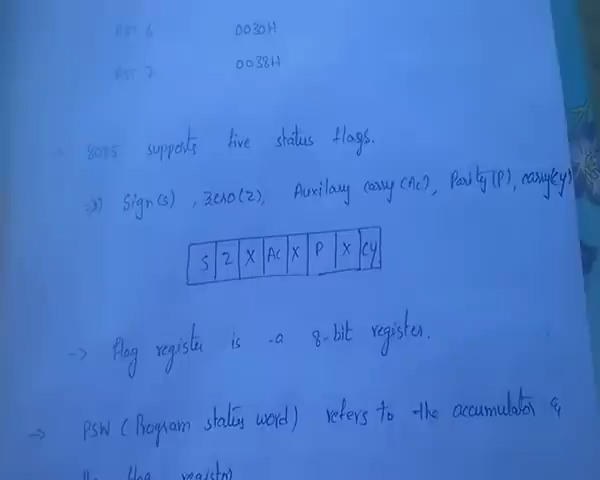 RST 6 0030H
RST 7 0038H
8085 supports five status flags.
=>) Sign(s), Zero(Z), Auxilary carry (Ac), Parity(P), carry(cy)
S Z X Ac X P X Cy
-> flag register is a 8-bit register.
-> PSW (Program status word) refers to the accumulator &
the flag register